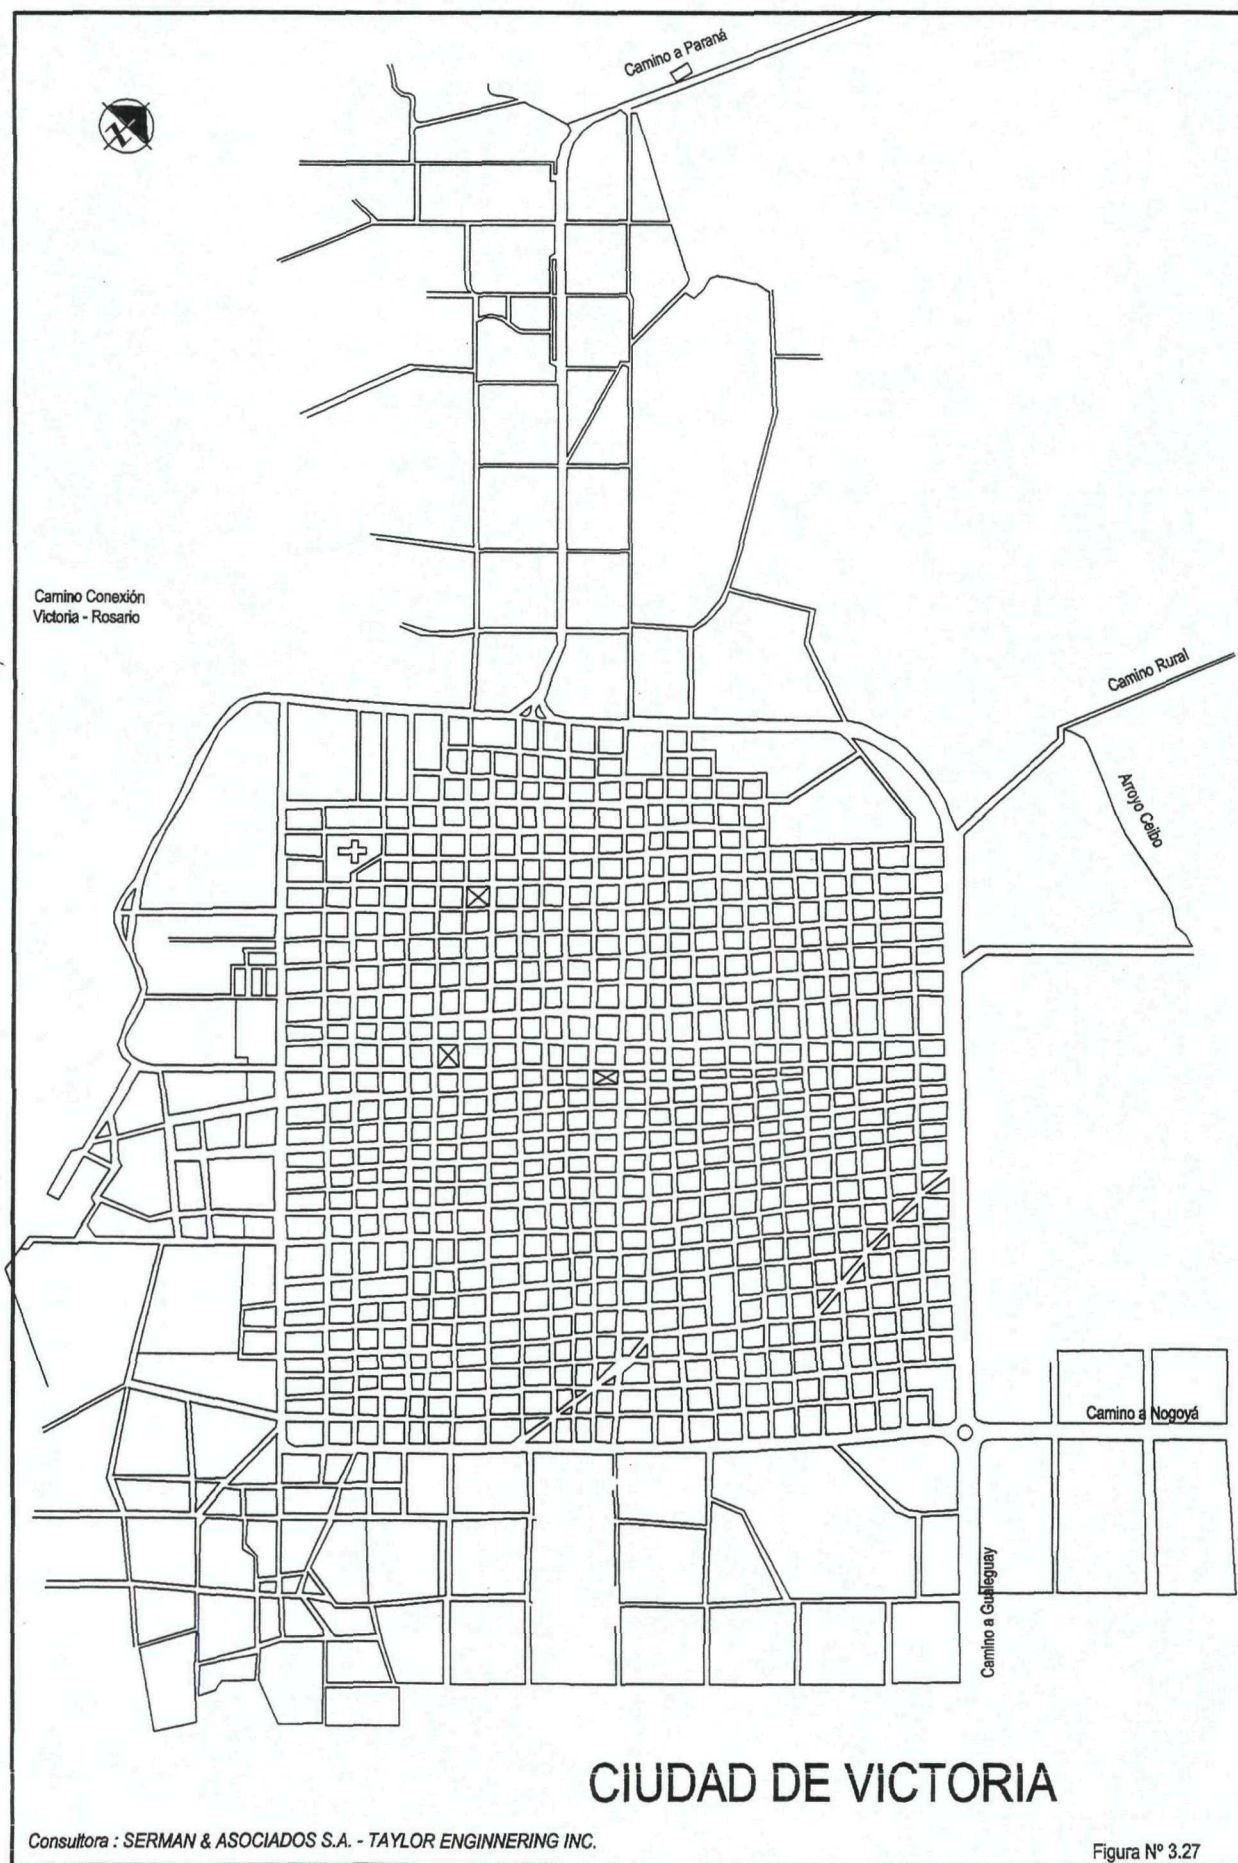 Camino a Paraná
N
Camino Conexión
Victoria - Rosario
Camino Rural
Arroyo Ceibo
Camino a Nogoyá
Camino a Gualeguay
CIUDAD DE VICTORIA
Consultora : SERMAN & ASOCIADOS S.A. - TAYLOR ENGINNERING INC.
Figura Nº 3.27